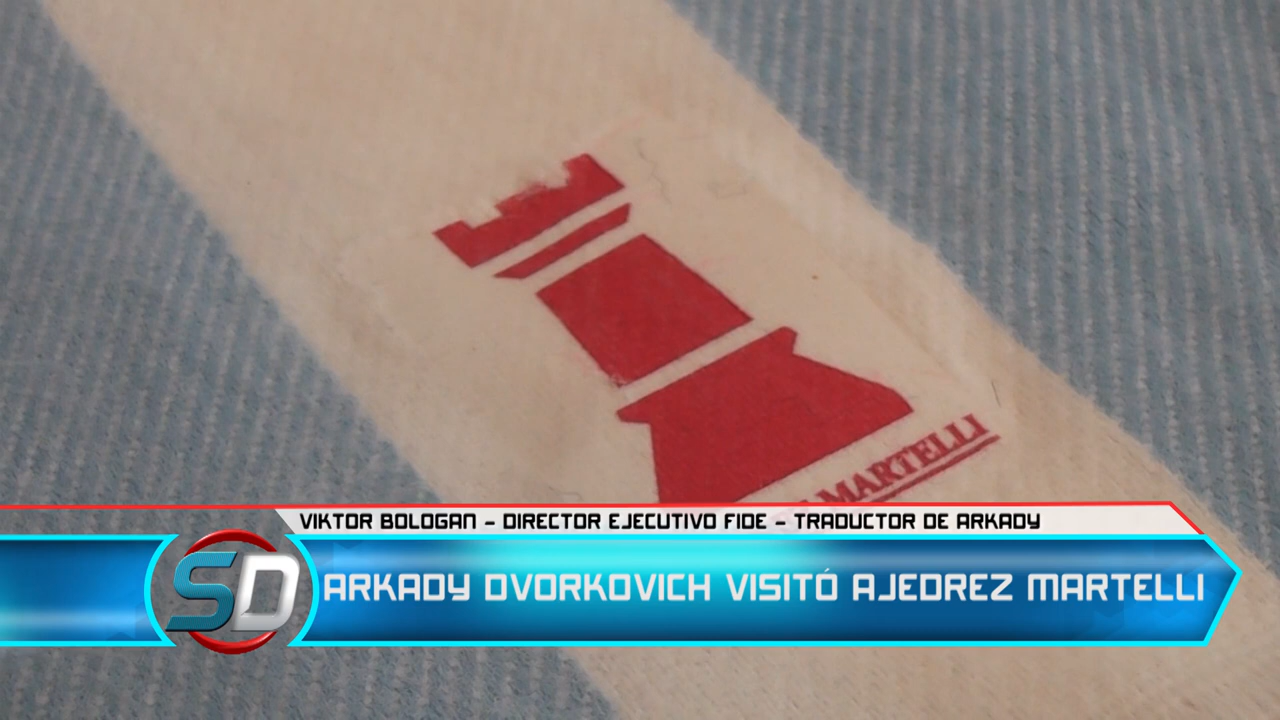 MARTELLI
VIKTOR BOLOGAN - DIRECTOR EJECUTIVO FIDE - TRADUCTOR DE ARKADY
SD
ARKADY DVORKOVICH VISITÓ AJEDREZ MARTELLI